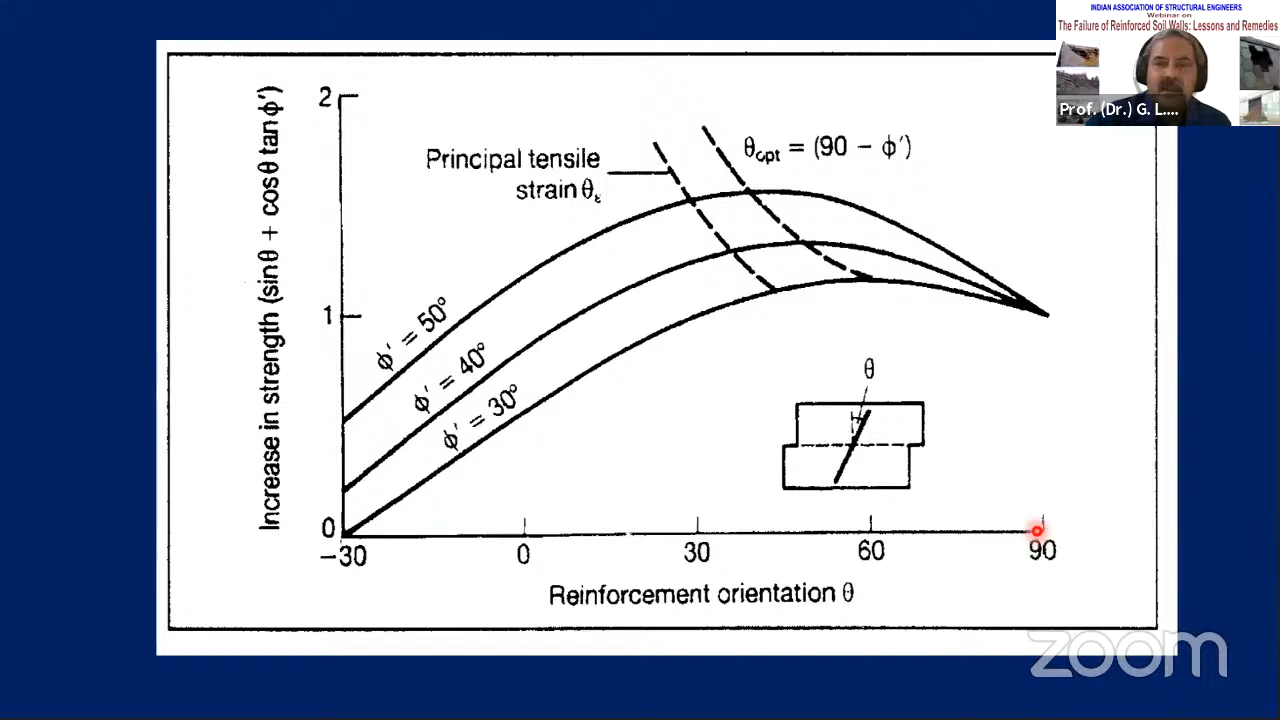 INDIAN ASSOCIATION OF STRUCTURAL ENGINEERS
Webinar on
The Failure of Reinforced Soil Walls: Lessons and Remedies
Prof. (Dr.) G. L....
2
1
0
Increase in strength (sinθ + cosθ tan ϕ')
Principal tensile
strain θε
θopt = (90 – ϕ')
ϕ' = 50°
ϕ' = 40°
ϕ' = 30°
θ
−30
0
30
60
90
Reinforcement orientation θ
zoom